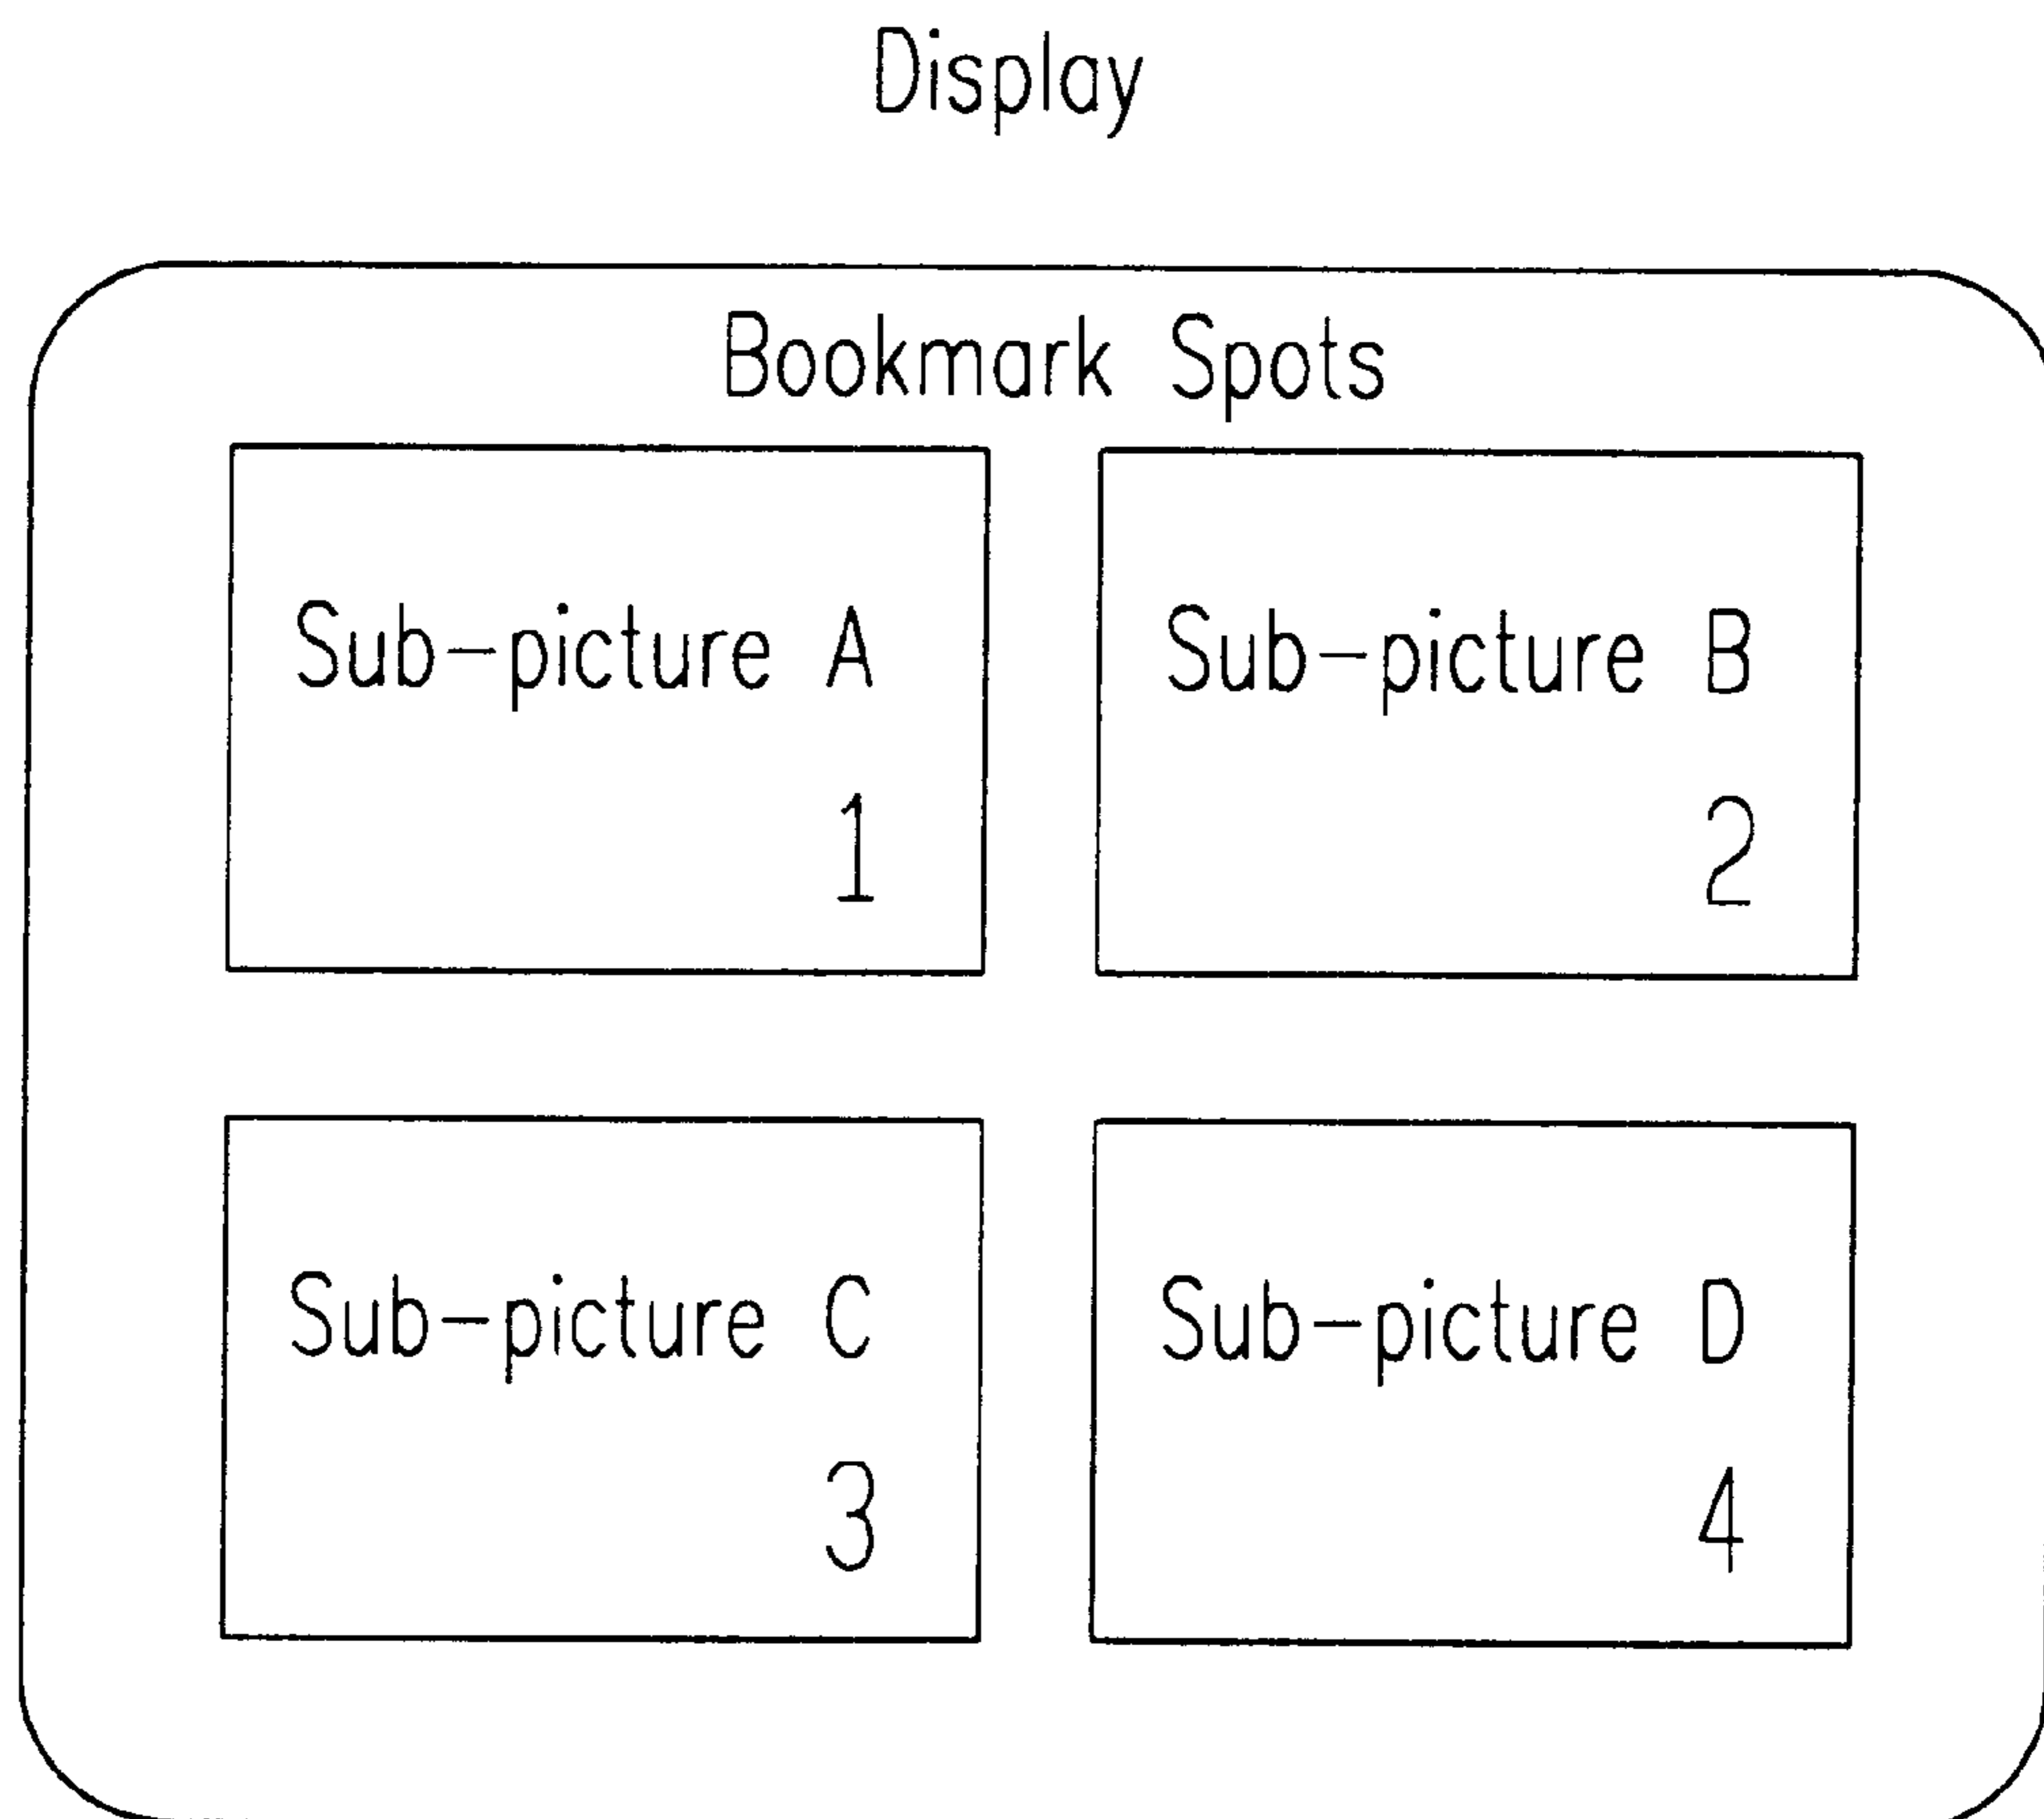 Display
Bookmark Spots
Sub-picture A
1
Sub-picture B
2
Sub-picture C
3
Sub-picture D
4